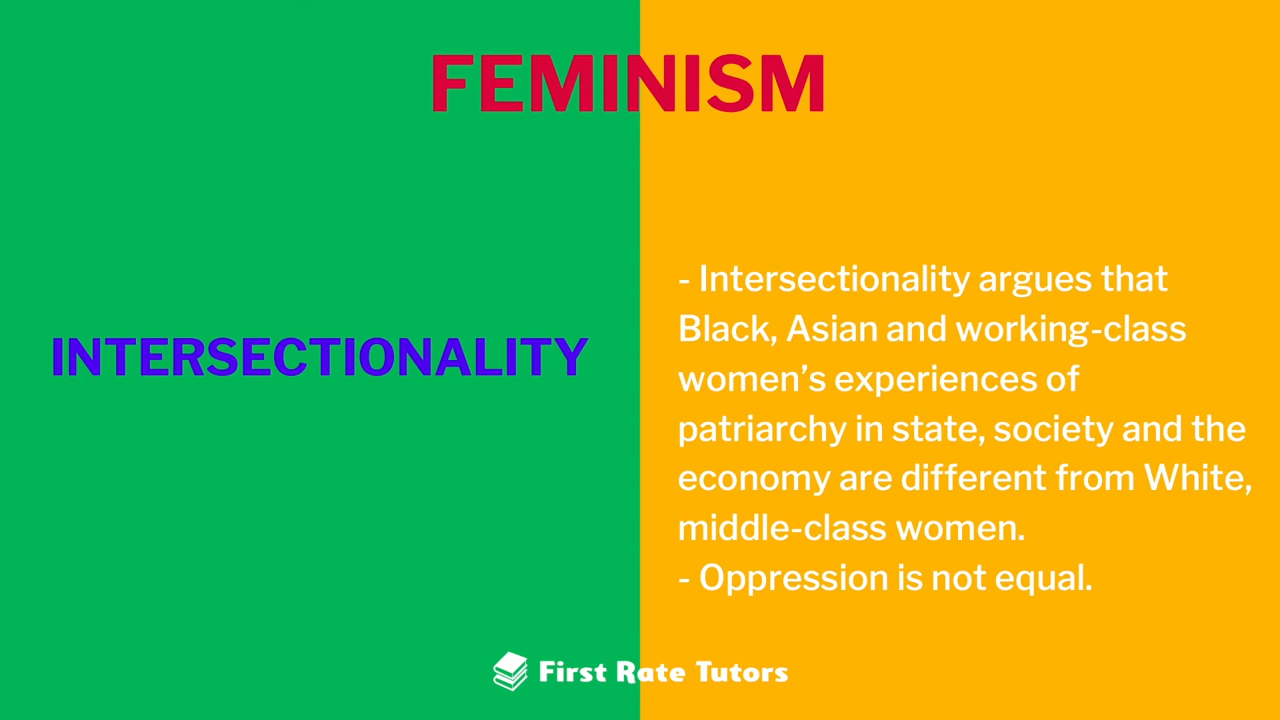 FEMINISM
INTERSECTIONALITY
- Intersectionality argues that
Black, Asian and working-class
women’s experiences of
patriarchy in state, society and the
economy are different from White,
middle-class women.
- Oppression is not equal.
First Rate Tutors